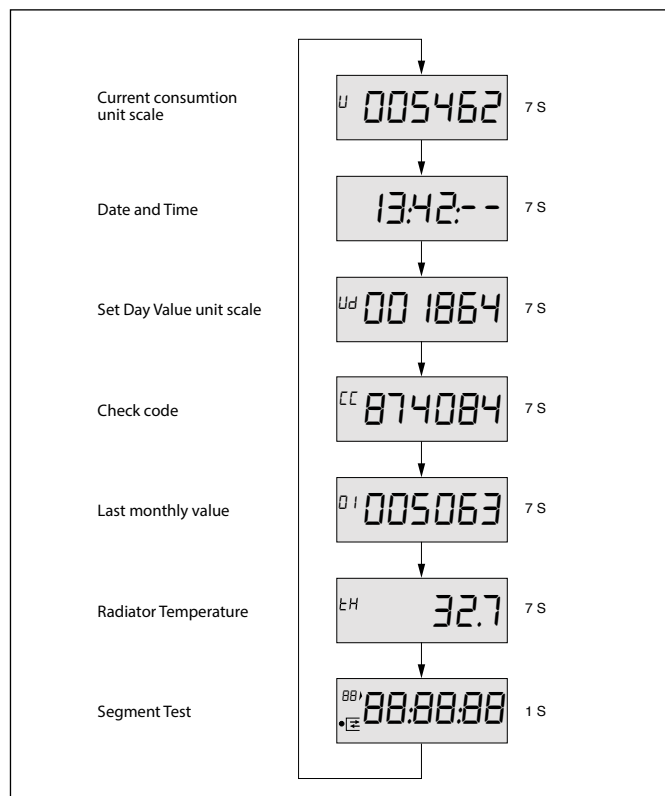 Current consumtion
unit scale
U 005462
7 S
Date and Time
13:42:--
7 S
Set Day Value unit scale
Ud 001864
7 S
Check code
CC 874084
7 S
Last monthly value
01 005063
7 S
Radiator Temperature
tH 32.7
7 S
Segment Test
88 88:88:88
1 S